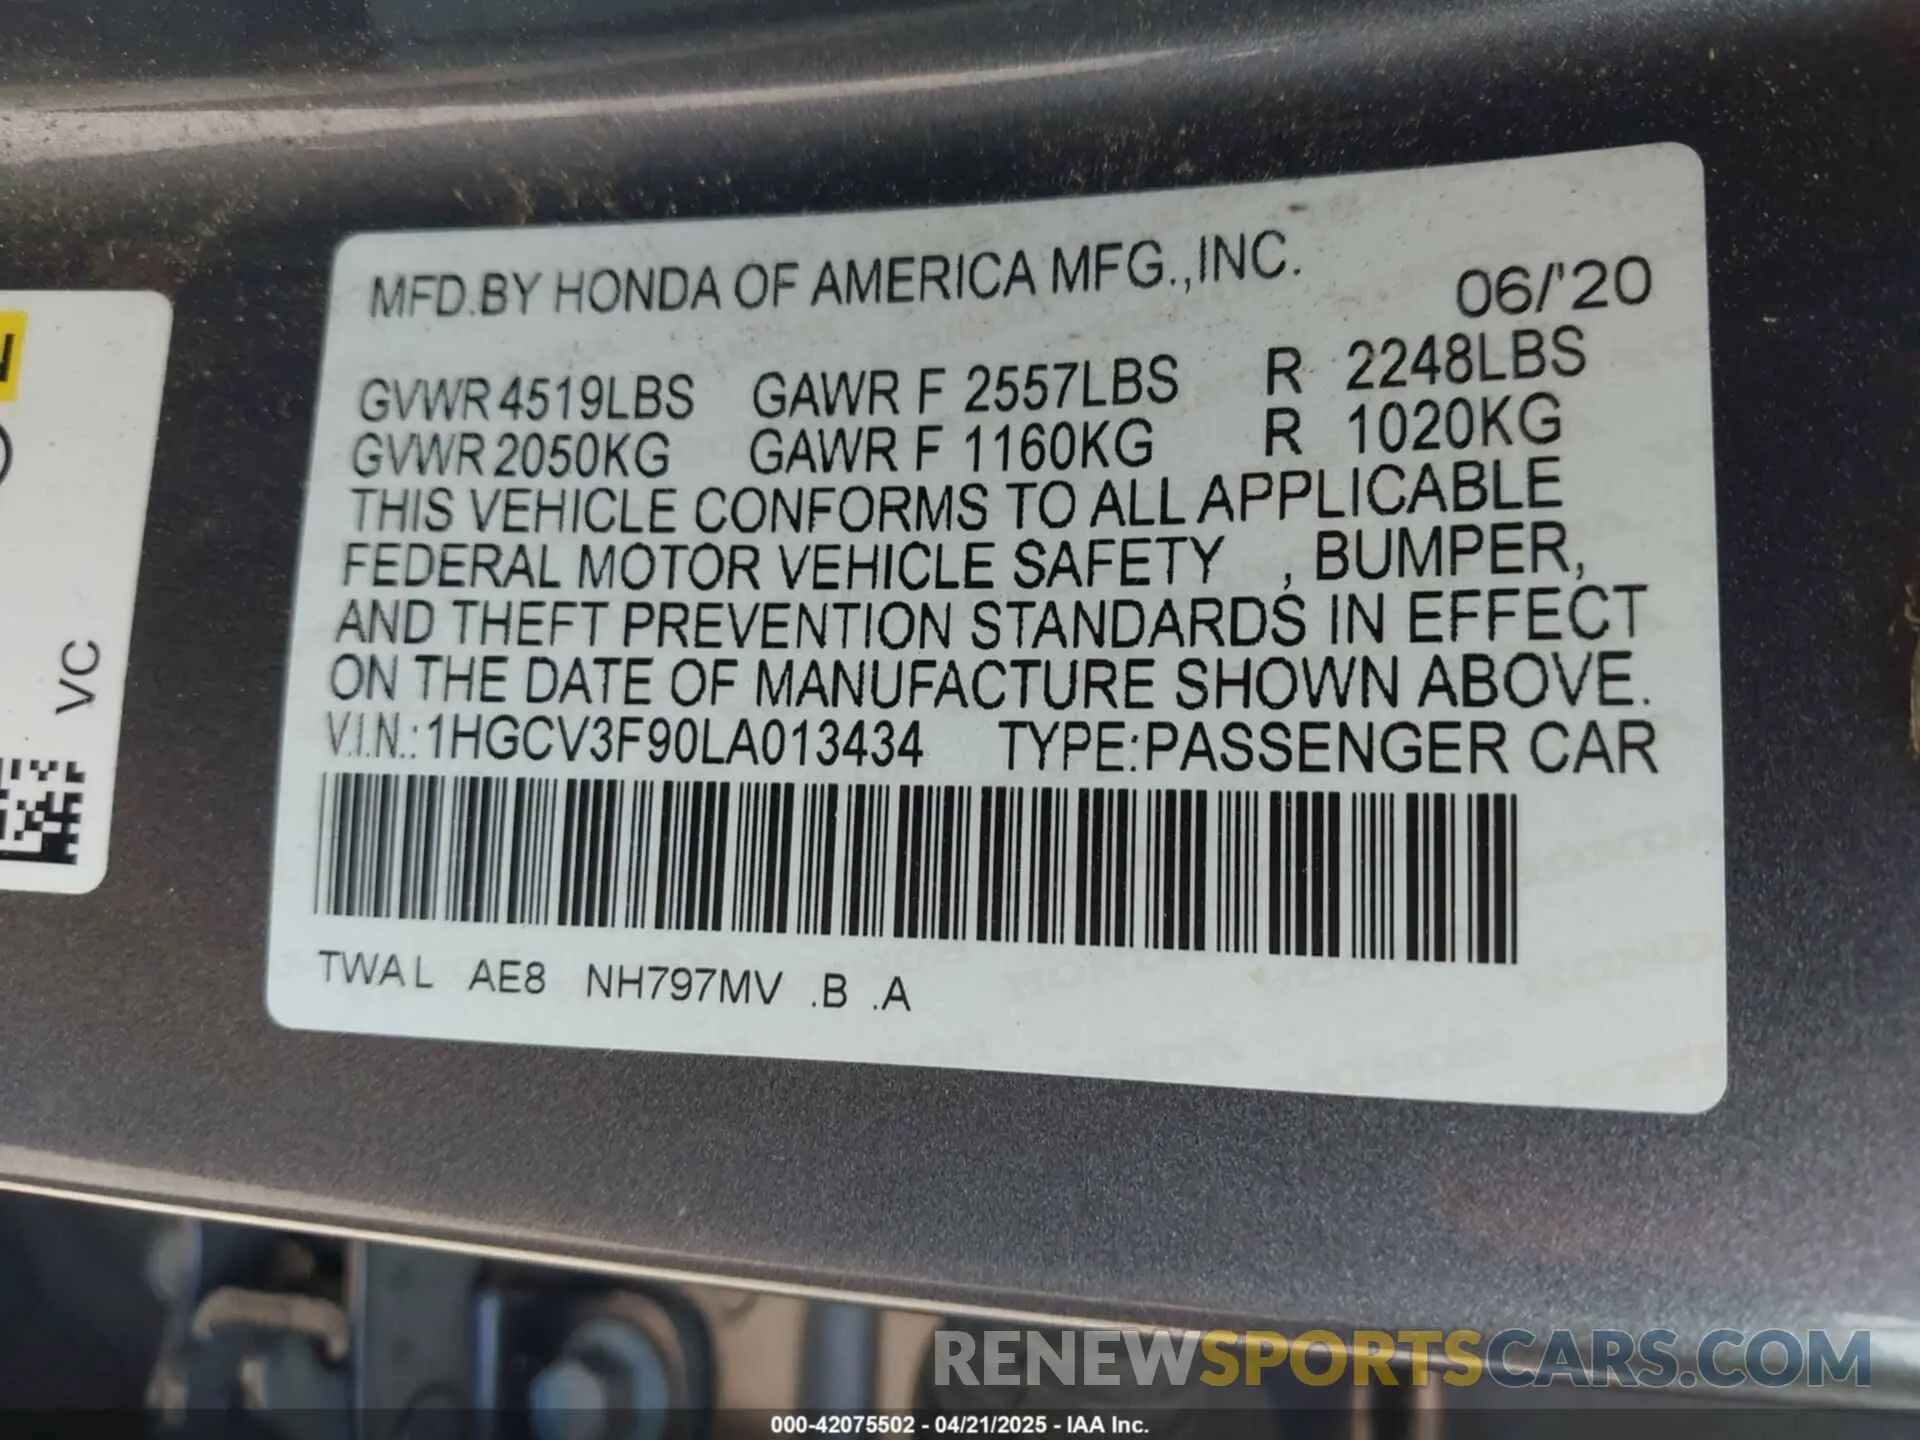 MFD.BY HONDA OF AMERICA MFG.,INC. 06/'20
GVWR 4519LBS GAWR F 2557LBS R 2248LBS
GVWR 2050KG GAWR F 1160KG R 1020KG
THIS VEHICLE CONFORMS TO ALL APPLICABLE
FEDERAL MOTOR VEHICLE SAFETY , BUMPER,
AND THEFT PREVENTION STANDARDS IN EFFECT
ON THE DATE OF MANUFACTURE SHOWN ABOVE.
V.I.N.: 1HGCV3F90LA013434 TYPE:PASSENGER CAR
TWAL AE8 NH797MV .B .A
VC
RENEWSPORTSCARS.COM
000-42075502 - 04/21/2025 - IAA Inc.